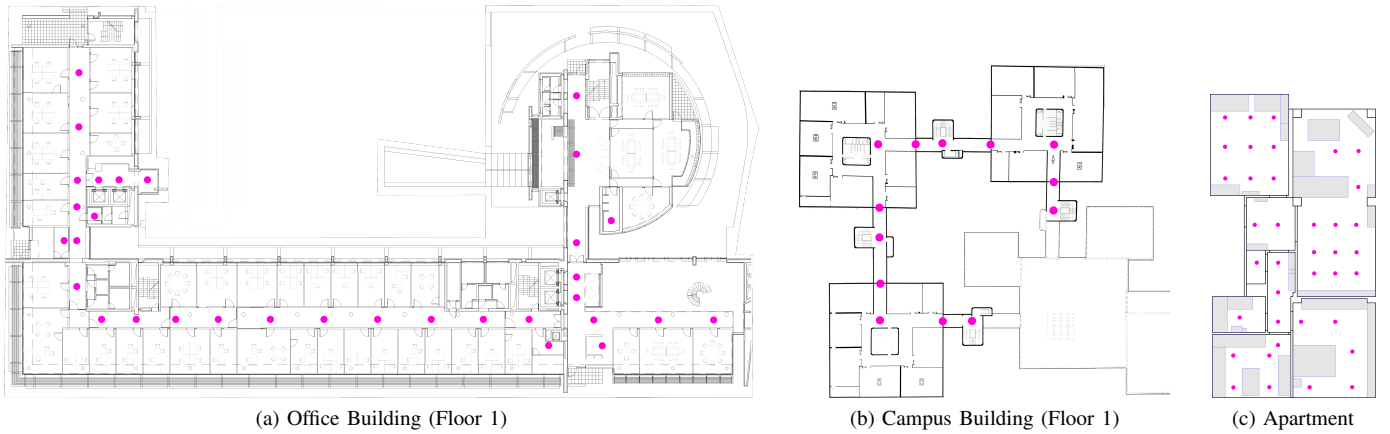 (a) Office Building (Floor 1)
(b) Campus Building (Floor 1)
(c) Apartment